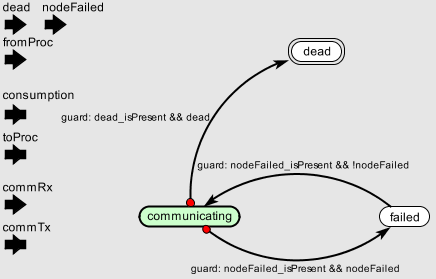 dead nodeFailed
fromProc
dead
consumption
guard: dead_isPresent && dead
toProc
guard: nodeFailed_isPresent && !nodeFailed
commRx
communicating
failed
commTx
guard: nodeFailed_isPresent && nodeFailed